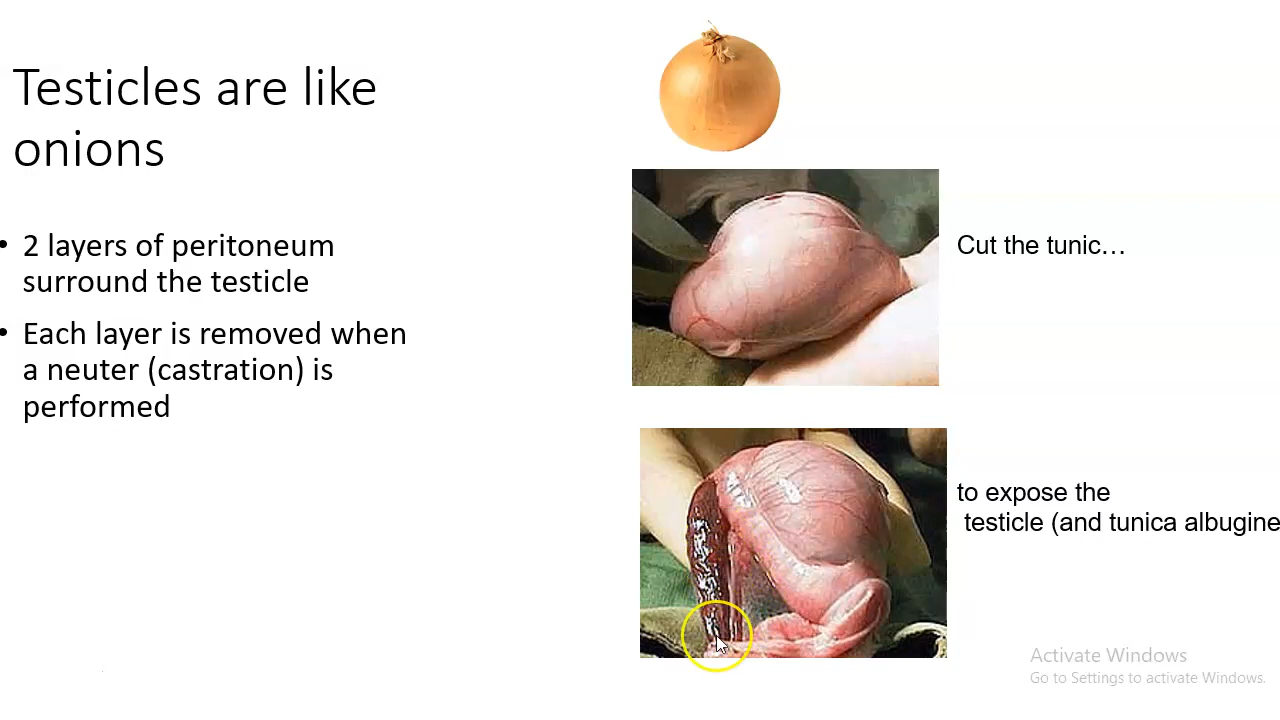 Testicles are like
onions
• 2 layers of peritoneum
surround the testicle
• Each layer is removed when
a neuter (castration) is
performed
Cut the tunic…
to expose the
testicle (and tunica albugine
Activate Windows
Go to Settings to activate Windows.